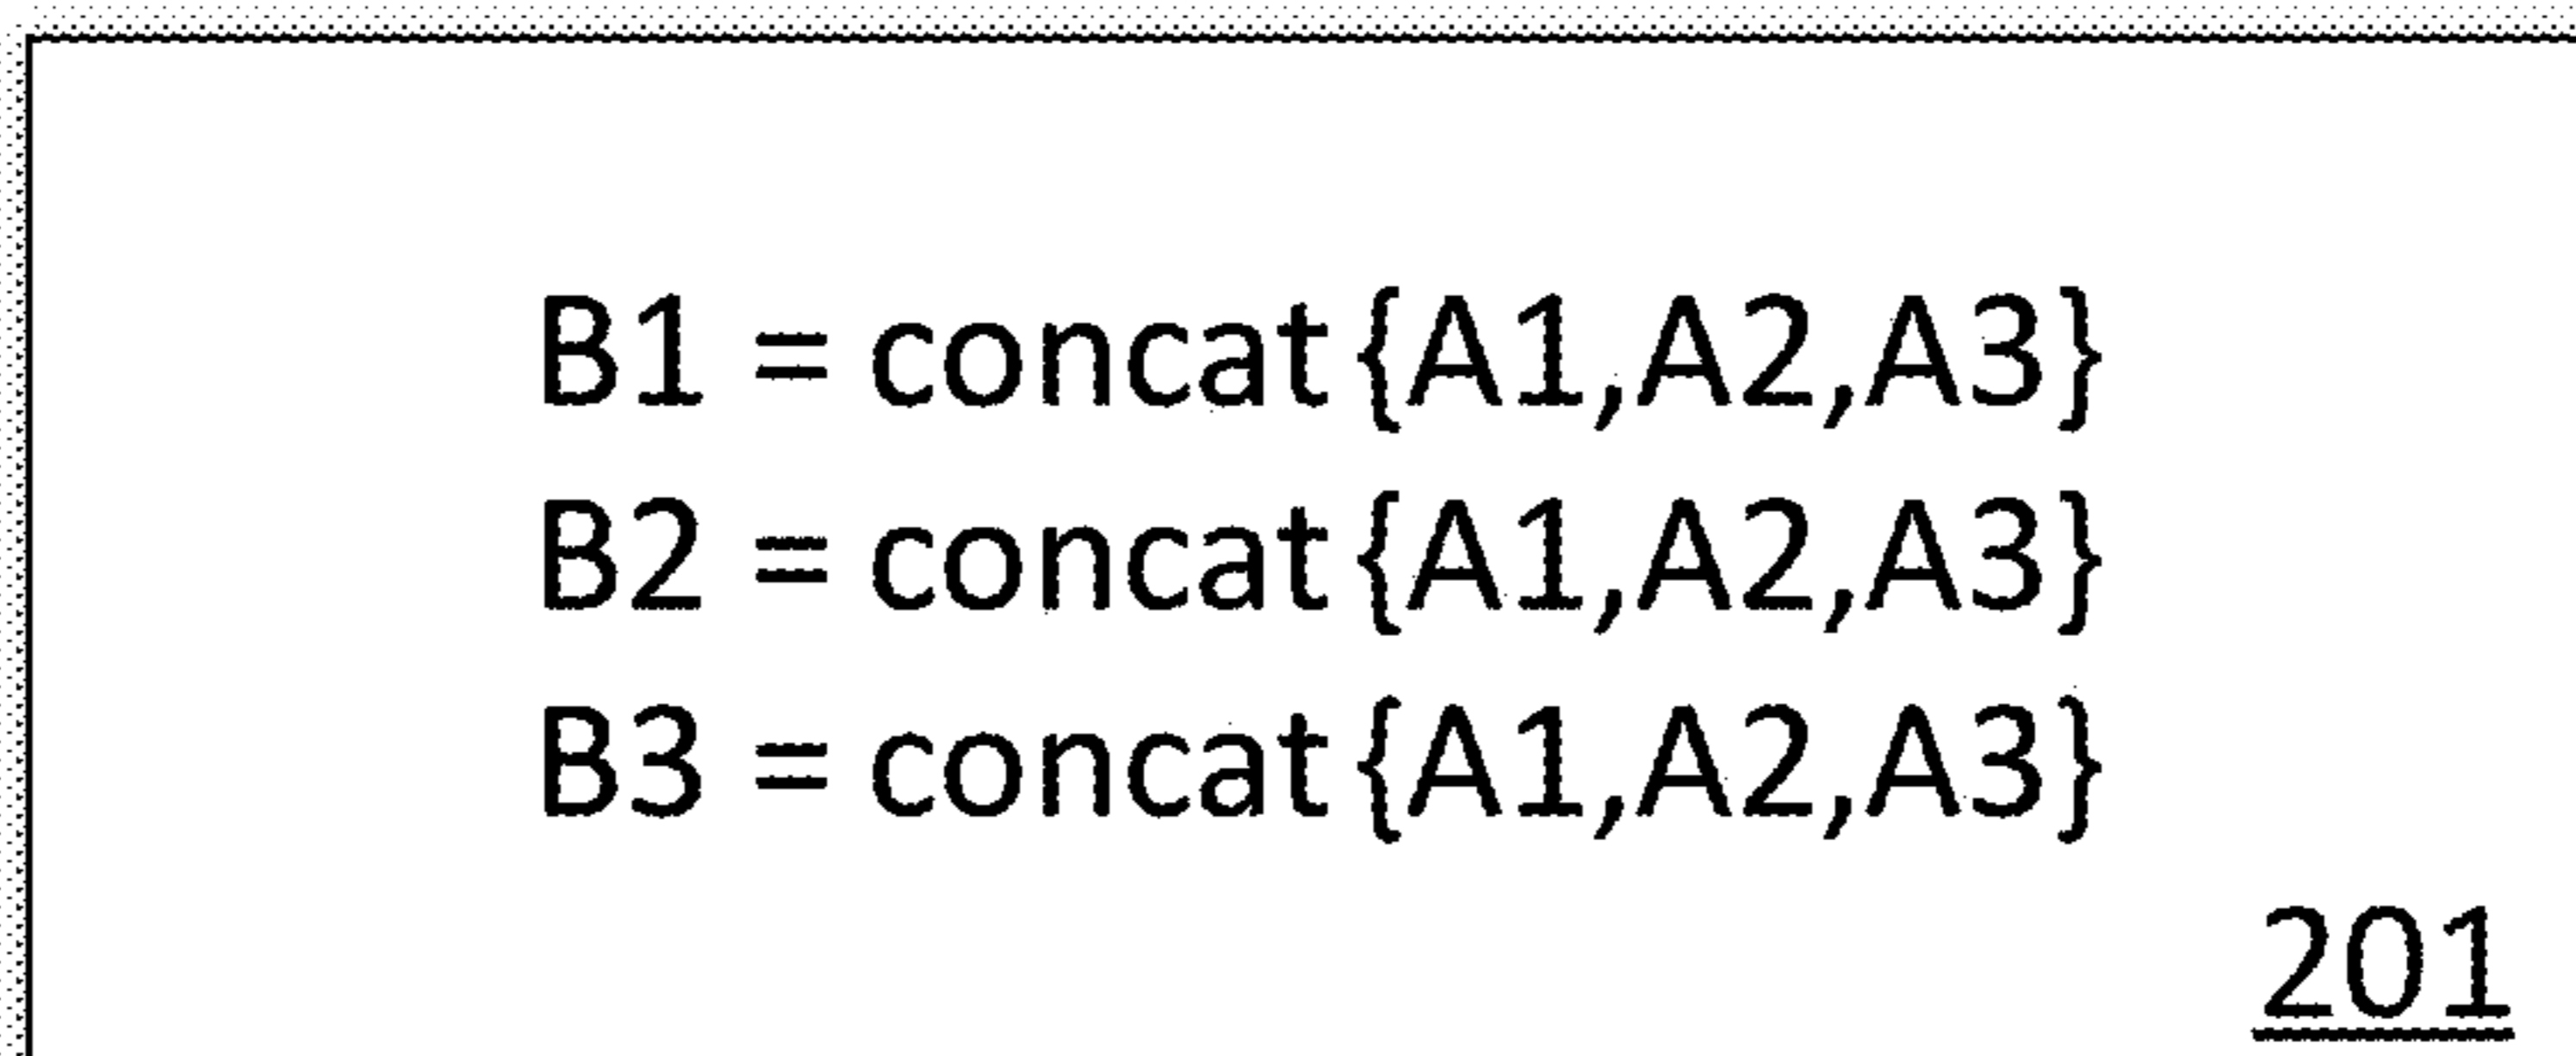 B1 = concat {A1,A2,A3}
B2 = concat {A1,A2,A3}
B3 = concat {A1,A2,A3}
201